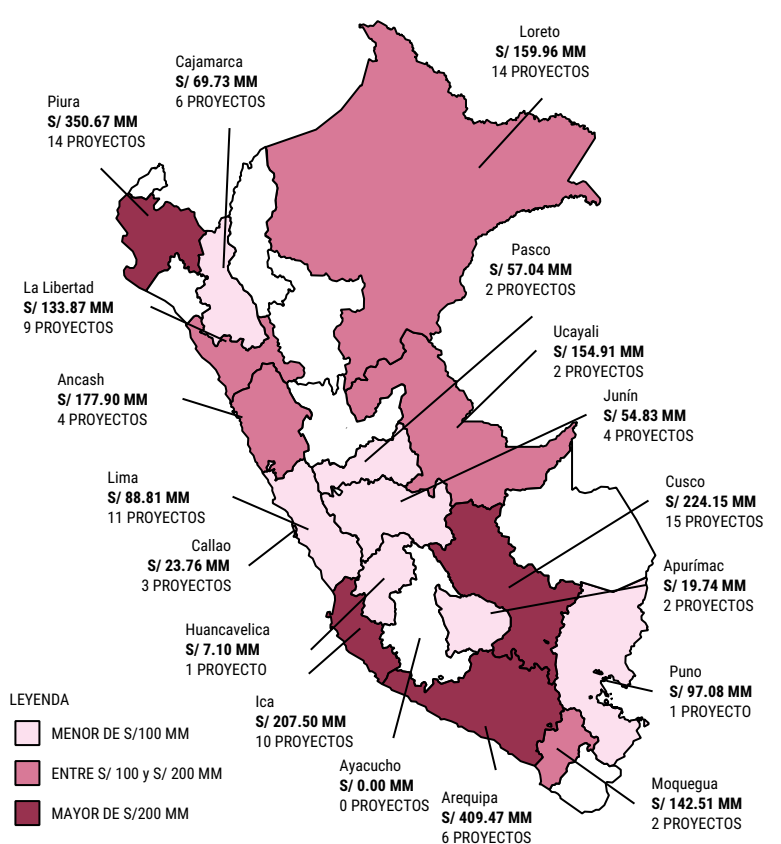 Loreto
S/ 159.96 MM
14 PROYECTOS
Cajamarca
S/ 69.73 MM
6 PROYECTOS
Piura
S/ 350.67 MM
14 PROYECTOS
Pasco
S/ 57.04 MM
2 PROYECTOS
La Libertad
S/ 133.87 MM
9 PROYECTOS
Ucayali
S/ 154.91 MM
2 PROYECTOS
Ancash
S/ 177.90 MM
4 PROYECTOS
Junín
S/ 54.83 MM
4 PROYECTOS
Lima
S/ 88.81 MM
11 PROYECTOS
Cusco
S/ 224.15 MM
15 PROYECTOS
Callao
S/ 23.76 MM
3 PROYECTOS
Apurímac
S/ 19.74 MM
2 PROYECTOS
Huancavelica
S/ 7.10 MM
1 PROYECTO
Puno
S/ 97.08 MM
1 PROYECTO
Ica
S/ 207.50 MM
10 PROYECTOS
Ayacucho
S/ 0.00 MM
0 PROYECTOS
Arequipa
S/ 409.47 MM
6 PROYECTOS
Moquegua
S/ 142.51 MM
2 PROYECTOS
LEYENDA
MENOR DE S/100 MM
ENTRE S/ 100 y S/ 200 MM
MAYOR DE S/200 MM